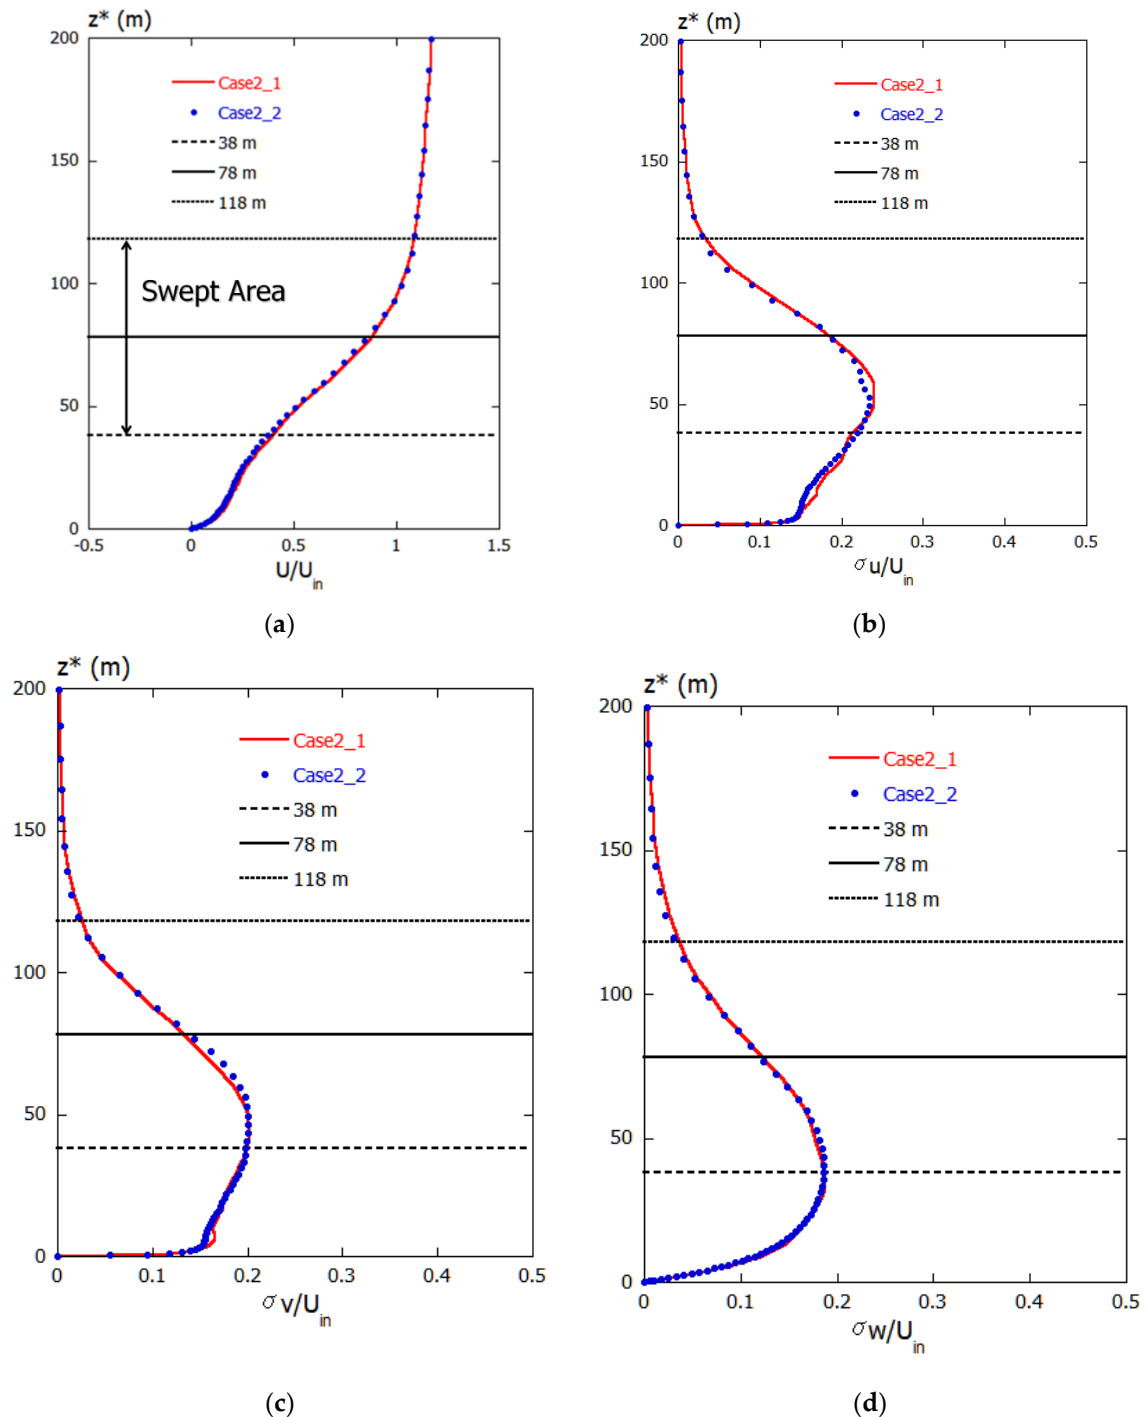 z* (m)
200
150
100
50
0
-0.5
0
0.5
1
1.5
U/U_in
Case2_1
Case2_2
38 m
78 m
118 m
Swept Area
(a)
z* (m)
200
150
100
50
0
0
0.1
0.2
0.3
0.4
0.5
σu/U_in
Case2_1
Case2_2
38 m
78 m
118 m
(b)
z* (m)
200
150
100
50
0
0
0.1
0.2
0.3
0.4
0.5
σv/U_in
Case2_1
Case2_2
38 m
78 m
118 m
(c)
z* (m)
200
150
100
50
0
0
0.1
0.2
0.3
0.4
0.5
σw/U_in
Case2_1
Case2_2
38 m
78 m
118 m
(d)